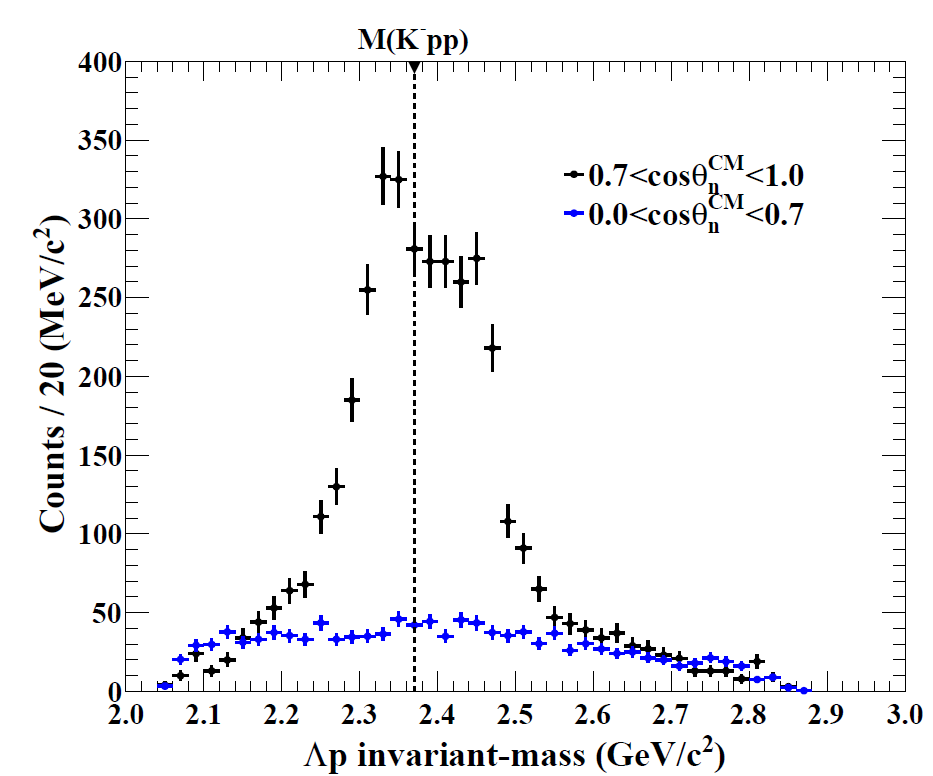 M(K⁻pp)
400
350
300
250
200
150
100
50
0
Counts / 20 (MeV/c²)
0.7<cosθₙᶜᴹ<1.0
0.0<cosθₙᶜᴹ<0.7
2.0 2.1 2.2 2.3 2.4 2.5 2.6 2.7 2.8 2.9 3.0
Λp invariant-mass (GeV/c²)